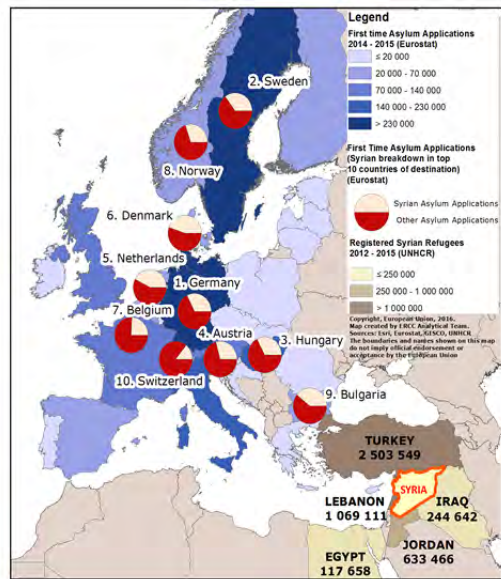 Legend
First time Asylum Applications
2014 - 2015 (Eurostat)
≤ 20 000
20 000 - 70 000
70 000 - 140 000
140 000 - 230 000
> 230 000
First Time Asylum Applications
(Syrian breakdown in top
10 countries of destination)
(Eurostat)
Syrian Asylum Applications
Other Asylum Applications
Registered Syrian Refugees
2012 - 2015 (UNHCR)
≤ 250 000
250 000 - 1 000 000
> 1 000 000
Copyright, European Union, 2016.
Map created by ERCC Analytical Team.
Sources: Esri, Eurostat, GISCO, UNHCR
The boundaries and names shown on this map
do not imply official endorsement or
acceptance by the European Union
2. Sweden
8. Norway
6. Denmark
5. Netherlands
1. Germany
7. Belgium
4. Austria
3. Hungary
10. Switzerland
9. Bulgaria
TURKEY
2 503 549
SYRIA
LEBANON
1 069 111
IRAQ
244 642
JORDAN
633 466
EGYPT
117 658